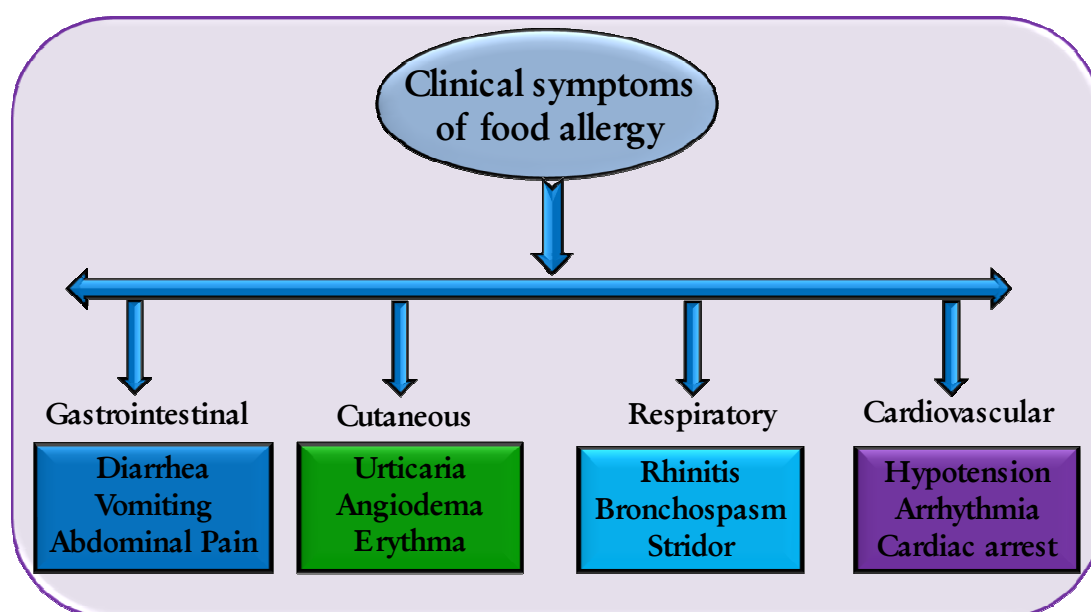 Clinical symptoms
of food allergy
Gastrointestinal
Diarrhea
Vomiting
Abdominal Pain
Cutaneous
Urticaria
Angiodema
Erythma
Respiratory
Rhinitis
Bronchospasm
Stridor
Cardiovascular
Hypotension
Arrhythmia
Cardiac arrest